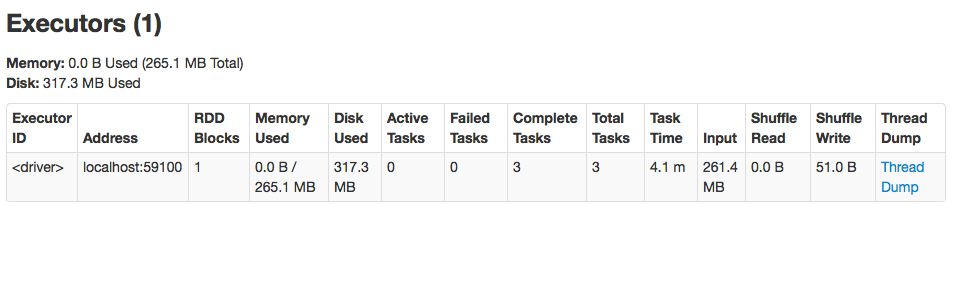 Executors (1)
Memory: 0.0 B Used (265.1 MB Total)
Disk: 317.3 MB Used
Executor ID Address RDD Blocks Memory Used Disk Used Active Tasks Failed Tasks Complete Tasks Total Tasks Task Time Input Shuffle Read Shuffle Write Thread Dump
<driver> localhost:59100 1 0.0 B / 265.1 MB 317.3 MB 0 0 3 3 4.1 m 261.4 MB 0.0 B 51.0 B Thread Dump